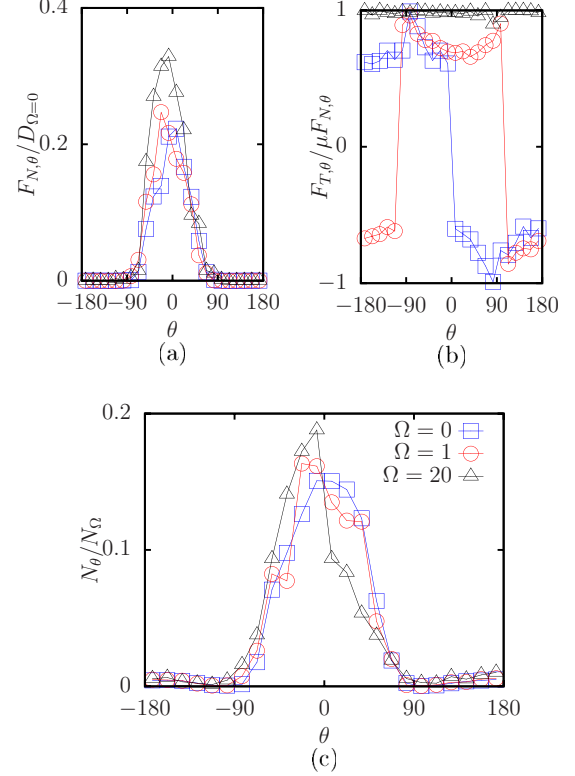 F_{N,θ}/D_{Ω=0}
0.4
0.2
0
−180 −90 0 90 180
θ
(a)
F_{T,θ}/μF_{N,θ}
1
0
−1
−180 −90 0 90 180
θ
(b)
N_θ/N_Ω
0.2
0.1
0
−180 −90 0 90 180
θ
(c)
Ω = 0
Ω = 1
Ω = 20